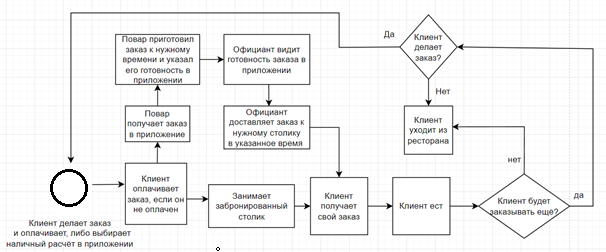 Повар приготовил
заказ к нужному
времени и указал
его готовность в
приложении
Официант видит
готовность заказа в
приложении
Да
Клиент
делает
заказ?
Нет
Повар
получает заказ
в приложение
Официант
доставляет заказ к
нужному столику
в указанное время
Клиент
уходит из
ресторана
нет
Клиент
оплачивает
заказ, если он
не оплачен
Занимает
забронированный
столик
Клиент
получает
свой заказ
Клиент ест
Клиент будет
заказывать ещё?
да
Клиент делает заказ
и оплачивает, либо выбирает
наличный расчёт в приложении